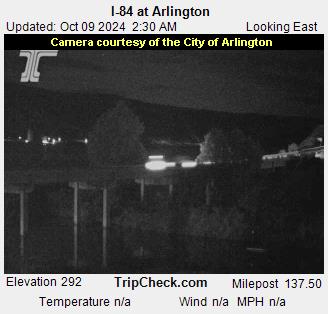 I-84 at Arlington
Updated: Oct 09 2024 2:30 AM Looking East
Camera courtesy of the City of Arlington
Elevation 292 TripCheck.com Milepost 137.50
Temperature n/a Wind n/a MPH n/a